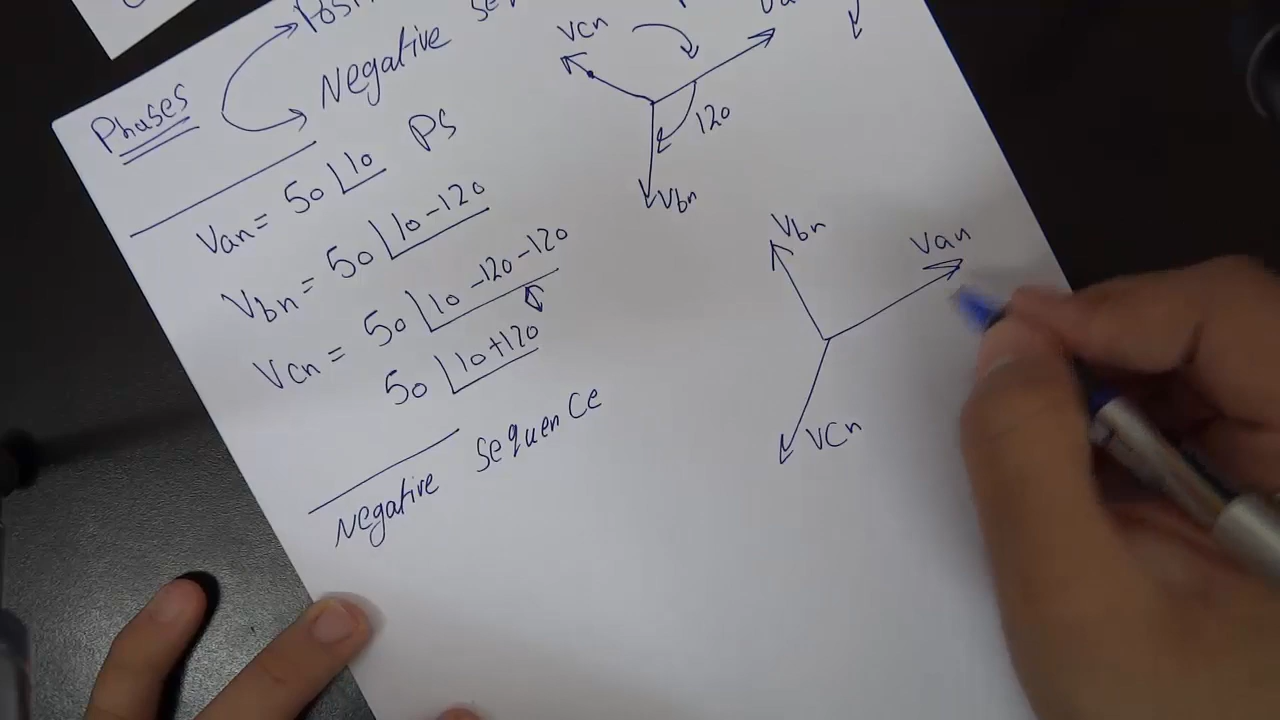 Phases
Negative
Van = 50 ∠10 PS
Vbn = 50 ∠10-120
Vcn = 50 ∠10 -120 -120
50 ∠10+120
Negative Sequence
Vcn
120
Vbn
Vbn
Van
VCn